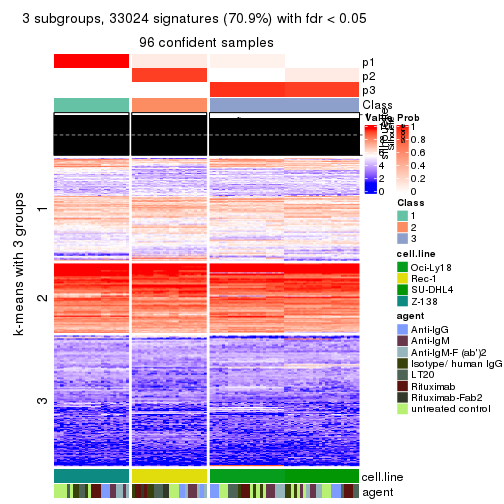 3 subgroups, 33024 signatures (70.9%) with fdr < 0.05
96 confident samples
p1
p2
p3
Class
silhouette
score
Value
0
Prob
1
0.8
0.6
0.4
0.2
0
Class
1
2
3
cell.line
Oci-Ly18
Rec-1
SU-DHL4
Z-138
agent
Anti-IgG
Anti-IgM
Anti-IgM-F (ab')2
Isotype/ human IgG
LT20
Rituximab
Rituximab-Fab2
untreated control
k-means with 3 groups
1
2
3
cell.line
agent